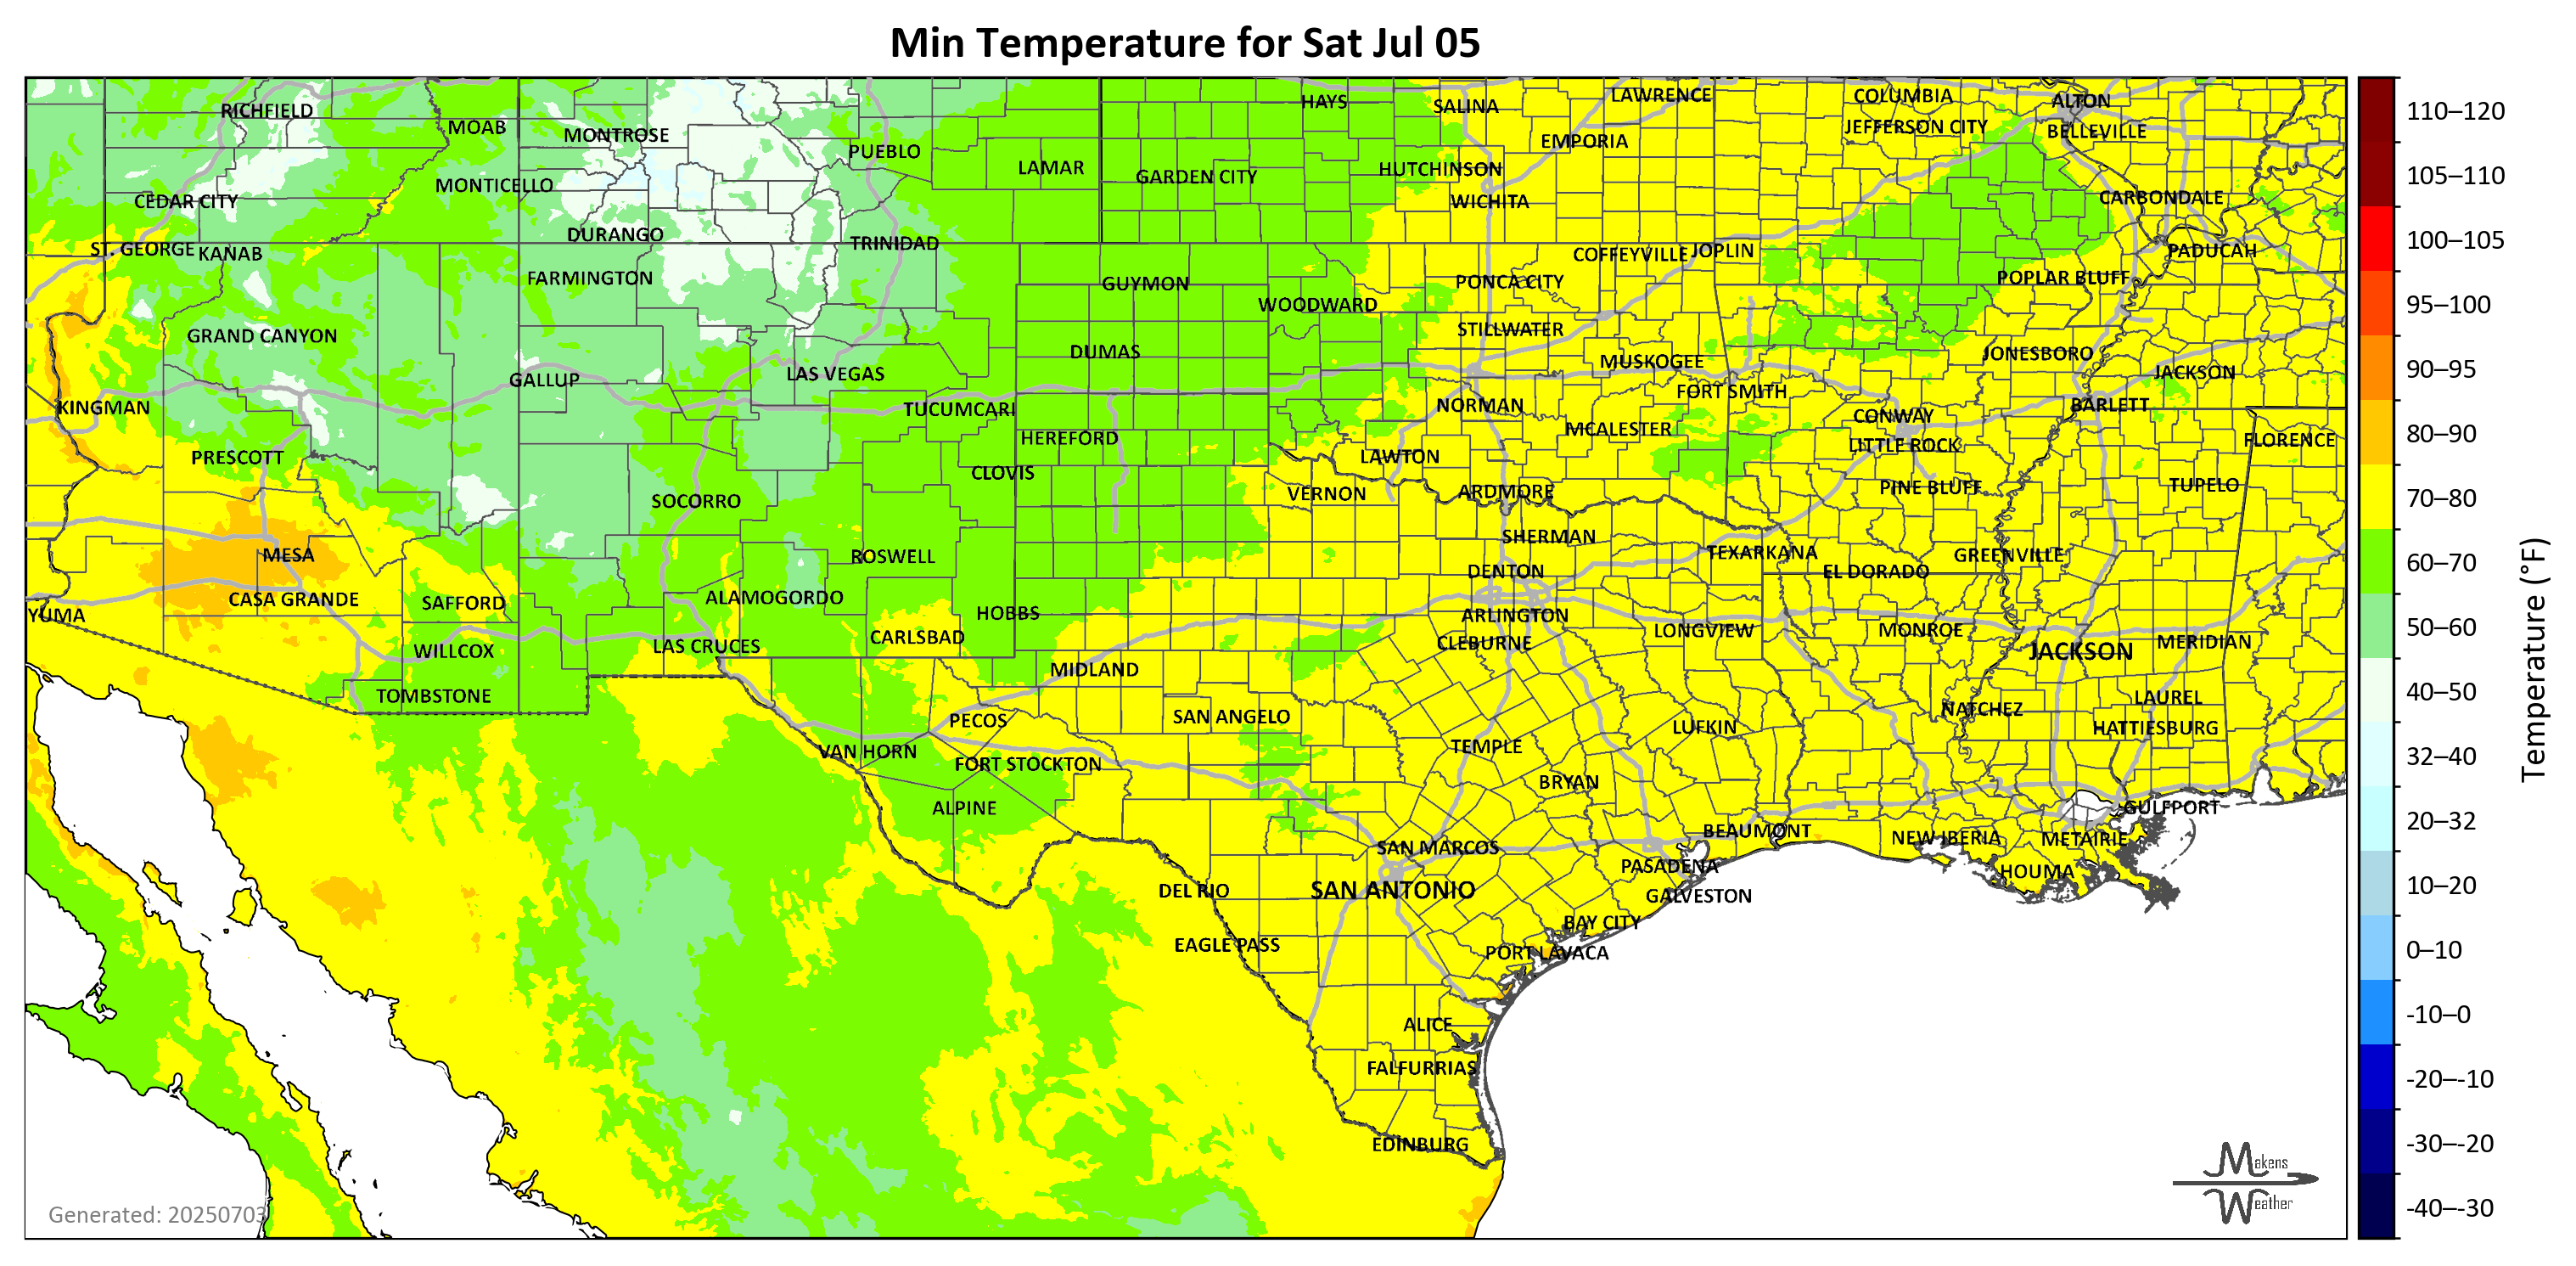 Min Temperature for Sat Jul 05
RICHFIELD
MOAB
MONTROSE
PUEBLO
LAMAR
HAYS
SALINA
LAWRENCE
COLUMBIA
ALTON
JEFFERSON CITY
BELLEVILLE
EMPORIA
GARDEN CITY
HUTCHINSON
MONTICELLO
CEDAR CITY
WICHITA
CARBONDALE
DURANGO
TRINIDAD
ST. GEORGE
KANAB
COFFEYVILLE
JOPLIN
PADUCAH
FARMINGTON
GUYMON
PONCA CITY
POPLAR BLUFF
WOODWARD
GRAND CANYON
STILLWATER
DUMAS
MUSKOGEE
JONESBORO
GALLUP
LAS VEGAS
JACKSON
FORT SMITH
KINGMAN
TUCUMCARI
NORMAN
CONWAY
BARLETT
HEREFORD
MCALESTER
LITTLE ROCK
FLORENCE
PRESCOTT
CLOVIS
LAWTON
SOCORRO
VERNON
ARDMORE
PINE BLUFF
TUPELO
SHERMAN
MESA
ROSWELL
TEXARKANA
GREENVILLE
DENTON
EL DORADO
CASA GRANDE
SAFFORD
ALAMOGORDO
YUMA
HOBBS
ARLINGTON
WILLCOX
LAS CRUCES
CARLSBAD
CLEBURNE
LONGVIEW
MONROE
JACKSON
MERIDIAN
MIDLAND
TOMBSTONE
PECOS
SAN ANGELO
LUFKIN
NATCHEZ
LAUREL
HATTIESBURG
VAN HORN
FORT STOCKTON
TEMPLE
BRYAN
ALPINE
GULFPORT
BEAUMONT
NEW IBERIA
METAIRIE
SAN MARCOS
PASADENA
HOUMA
DEL RIO
SAN ANTONIO
GALVESTON
BAY CITY
EAGLE PASS
PORT LAVACA
ALICE
FALFURRIAS
EDINBURG
Generated: 20250703
Makens
Weather
110–120
105–110
100–105
95–100
90–95
80–90
70–80
60–70
50–60
40–50
32–40
20–32
10–20
0–10
-10–0
-20–-10
-30–-20
-40–-30
Temperature (°F)